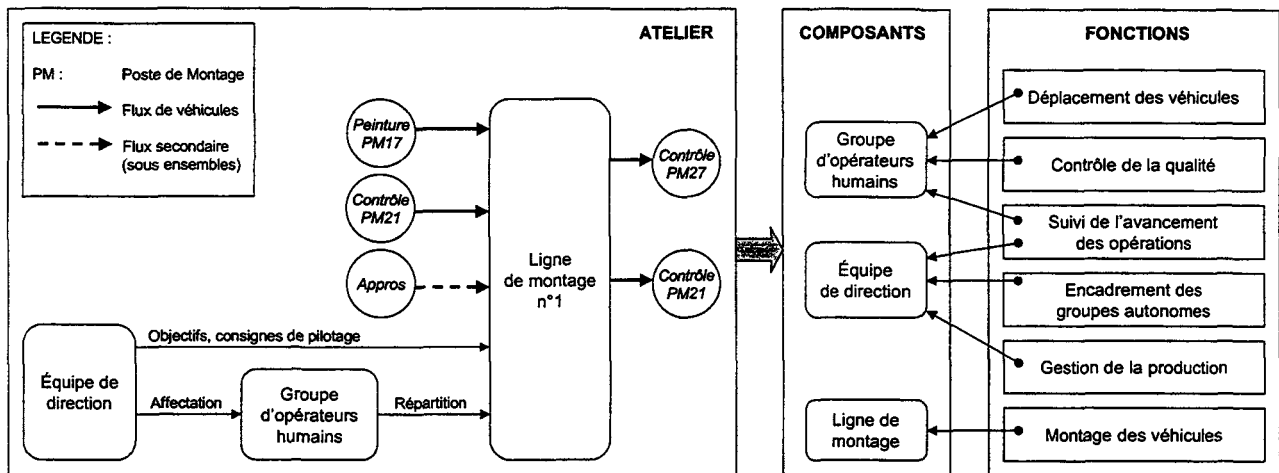 LEGENDE :
PM :
Poste de Montage
Flux de véhicules
Flux secondaire
(sous ensembles)
ATELIER
Peinture
PM17
Contrôle
PM21
Appros
Ligne
de montage
n°1
Contrôle
PM27
Contrôle
PM21
Objectifs, consignes de pilotage
Équipe de
direction
Affectation
Groupe
d'opérateurs
humains
Répartition
COMPOSANTS
Groupe
d'opérateurs
humains
Équipe
de direction
Ligne de
montage
FONCTIONS
Déplacement des véhicules
Contrôle de la qualité
Suivi de l'avancement
des opérations
Encadrement des
groupes autonomes
Gestion de la production
Montage des véhicules